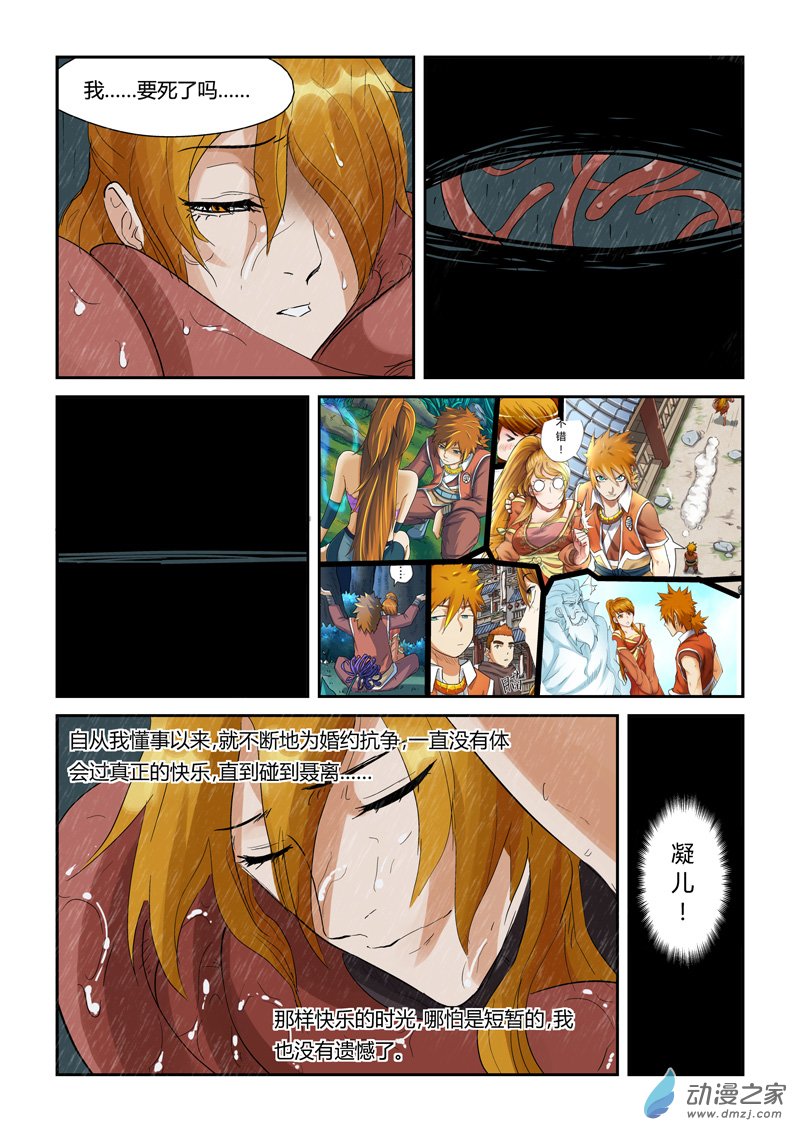 我……要死了吗……
不
错
！
……
自从我懂事以来,就不断地为婚约抗争,一直没有体
会过真正的快乐,直到碰到聂离……
凝
儿
！
那样快乐的时光,哪怕是短暂的,我
也没有遗憾了。
动漫之家
www.dmzj.com